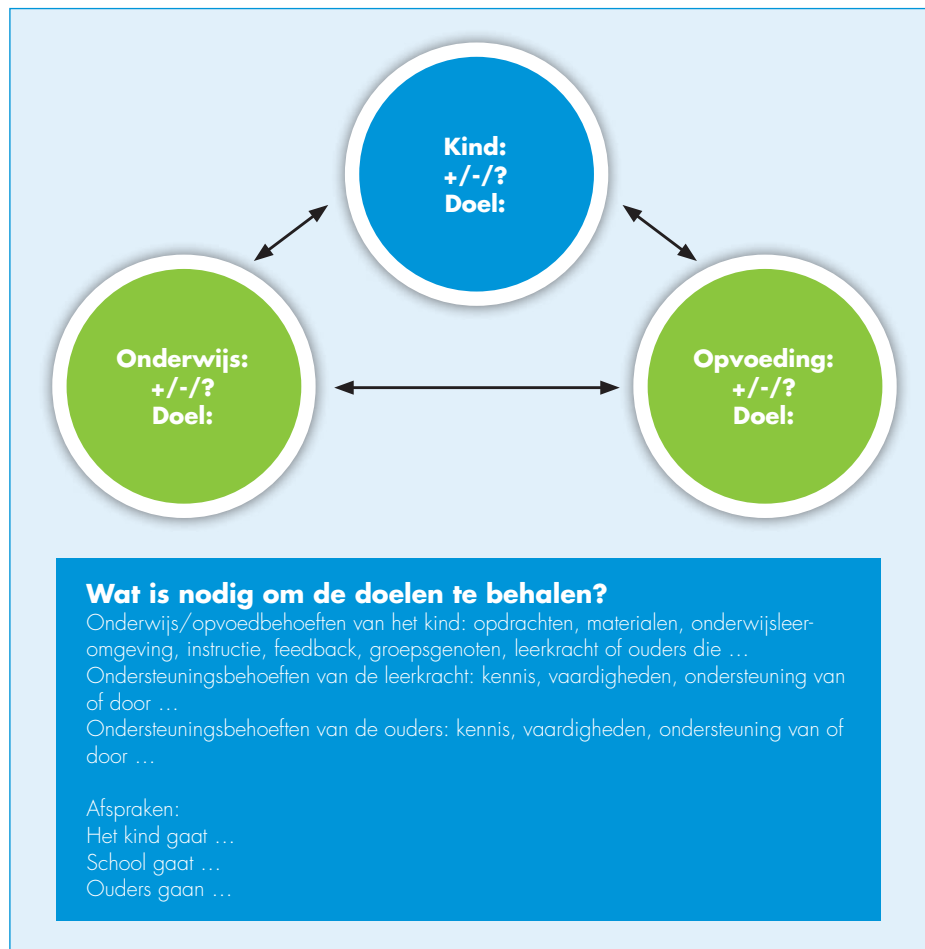 Kind:
+/-/?
Doel:
Onderwijs:
+/-/?
Doel:
Opvoeding:
+/-/?
Doel:
Wat is nodig om de doelen te behalen?
Onderwijs/opvoedbehoeften van het kind: opdrachten, materialen, onderwijsleer-
omgeving, instructie, feedback, groepsgenoten, leerkracht of ouders die …
Ondersteuningsbehoeften van de leerkracht: kennis, vaardigheden, ondersteuning van
of door …
Ondersteuningsbehoeften van de ouders: kennis, vaardigheden, ondersteuning van of
door …
Afspraken:
Het kind gaat …
School gaat …
Ouders gaan …